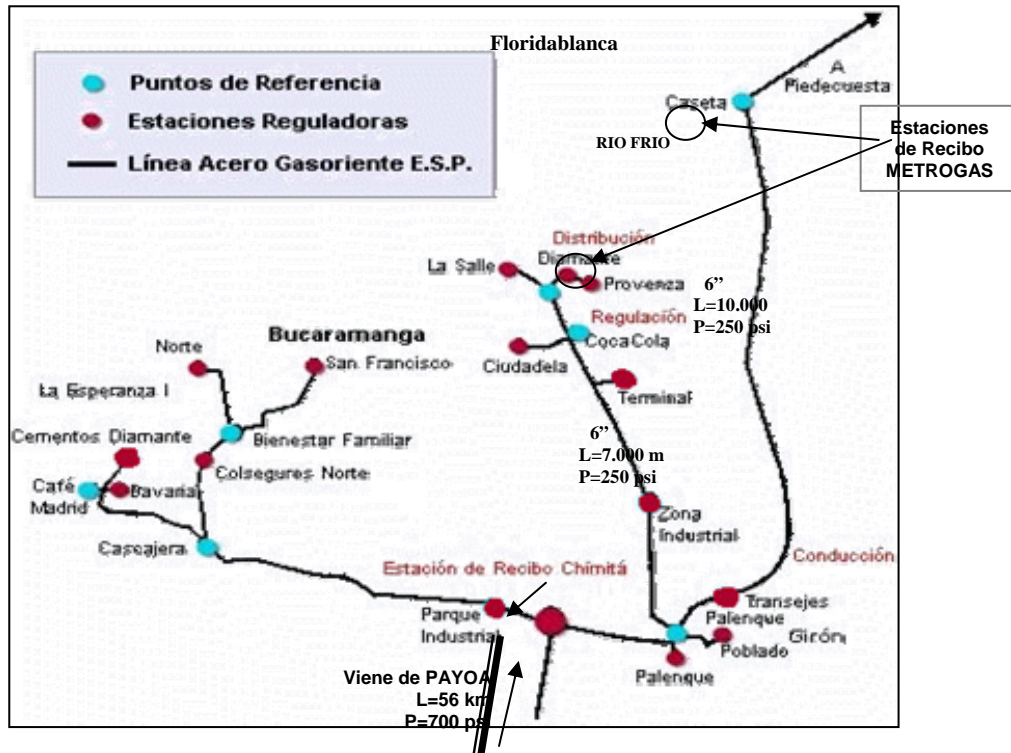 Floridablanca
Puntos de Referencia
Estaciones Reguladoras
Línea Acero Gasoriente E.S.P.
A
Piedecuesta
Caseta
RIO FRIO
Estaciones
de Recibo
METROGAS
Distribución
Diamante
La Salle
Provenza
6’’
L=10.000
P=250 psi
Regulación
CocaCola
Ciudadela
Terminal
Bucaramanga
Norte
San Francisco
La Esperanza I
Cementos Diamante
Bienestar Familiar
Colsegures Norte
Café
Madrid
Bavaria
Cascajera
6’’
L=7.000 m
P=250 psi
Zona
Industrial
Conducción
Estación de Recibo Chimitá
Parque
Industrial
Transejes
Palenque
Girón
Poblado
Palenque
Viene de PAYOA
L=56 km
P=700 psi